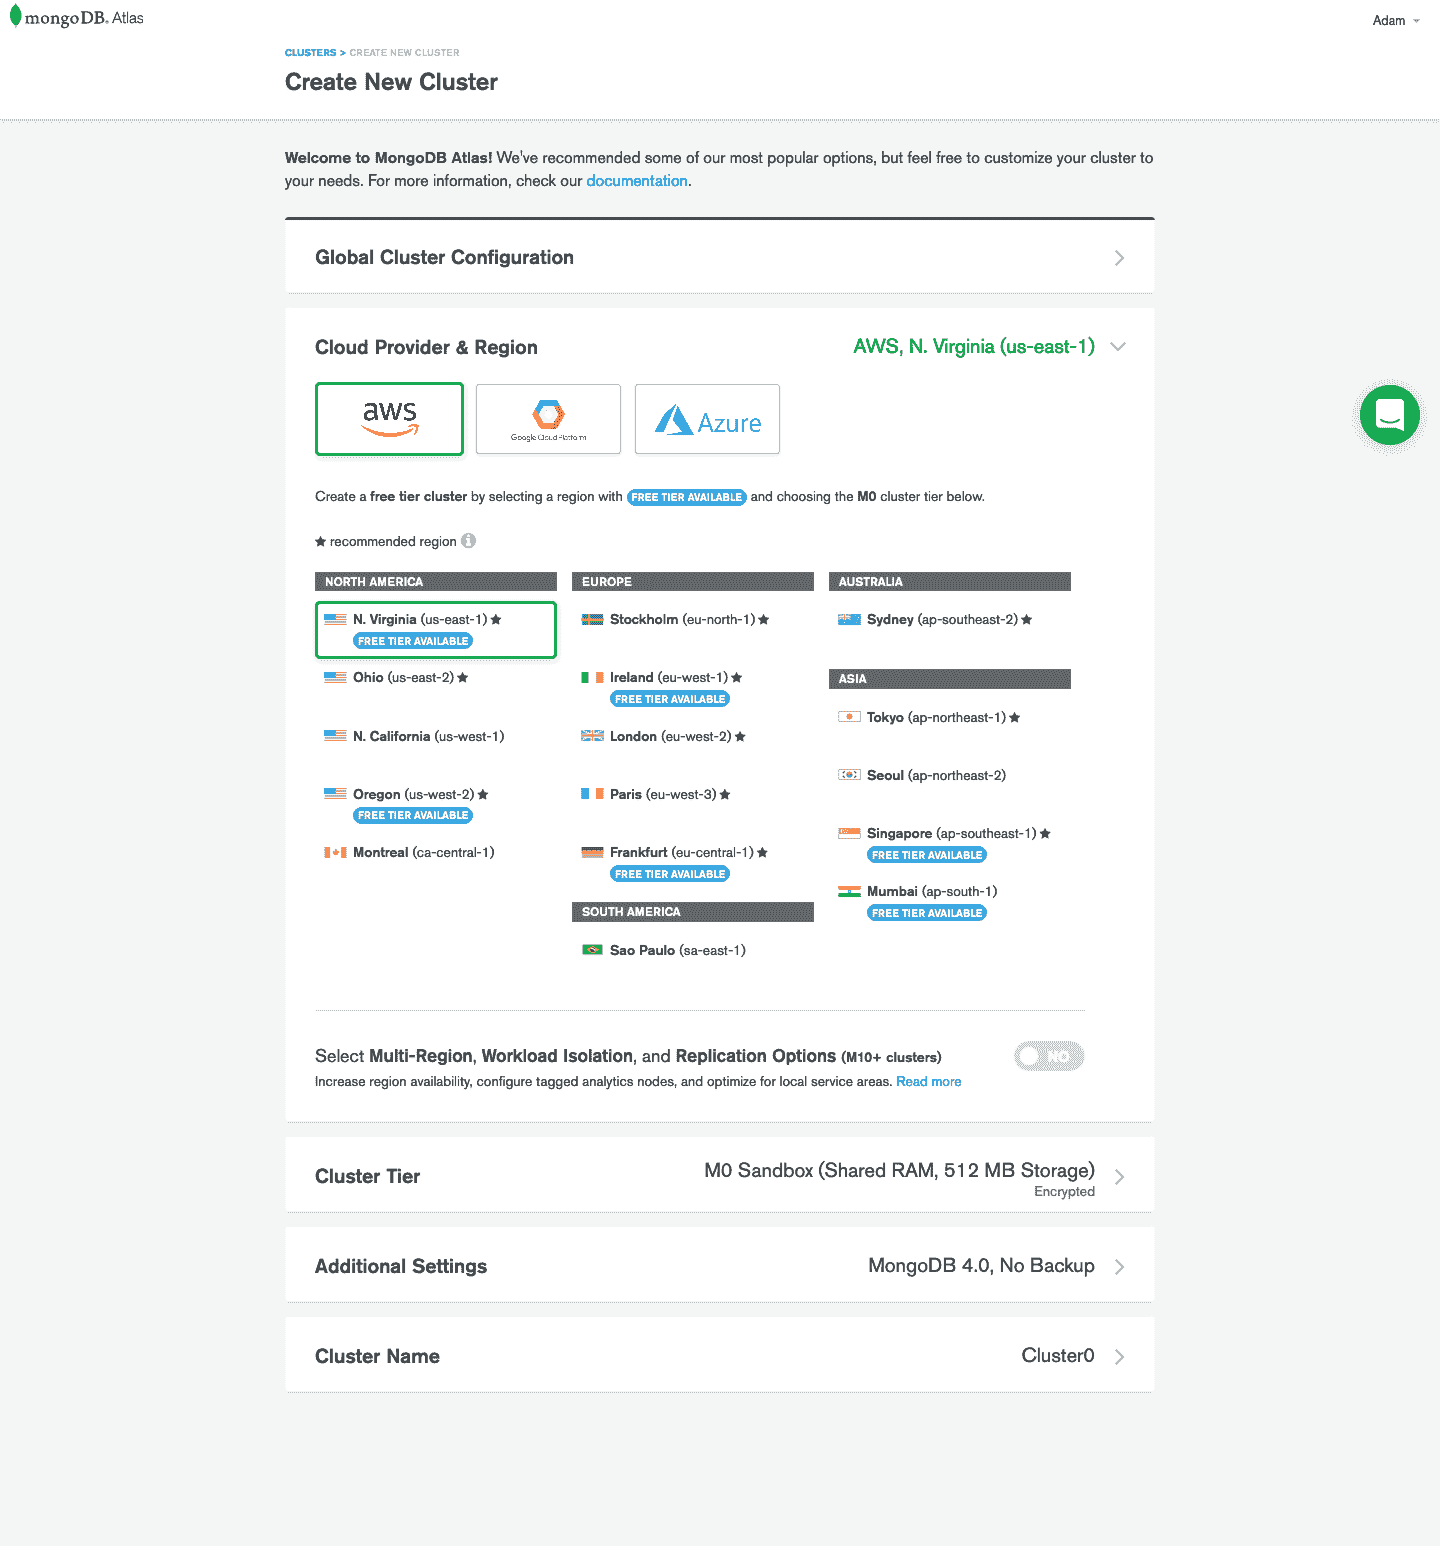 mongoDB. Atlas
Adam
CLUSTERS > CREATE NEW CLUSTER
Create New Cluster
Welcome to MongoDB Atlas! We've recommended some of our most popular options, but feel free to customize your cluster to
your needs. For more information, check our documentation.
Global Cluster Configuration
Cloud Provider & Region
AWS, N. Virginia (us-east-1)
aws
Google Cloud Platform
Azure
Create a free tier cluster by selecting a region with FREE TIER AVAILABLE and choosing the M0 cluster tier below.
★ recommended region i
NORTH AMERICA
N. Virginia (us-east-1) ★
FREE TIER AVAILABLE
Ohio (us-east-2) ★
N. California (us-west-1)
Oregon (us-west-2) ★
FREE TIER AVAILABLE
Montreal (ca-central-1)
EUROPE
Stockholm (eu-north-1) ★
Ireland (eu-west-1) ★
FREE TIER AVAILABLE
London (eu-west-2) ★
Paris (eu-west-3) ★
Frankfurt (eu-central-1) ★
FREE TIER AVAILABLE
SOUTH AMERICA
Sao Paulo (sa-east-1)
AUSTRALIA
Sydney (ap-southeast-2) ★
ASIA
Tokyo (ap-northeast-1) ★
Seoul (ap-northeast-2)
Singapore (ap-southeast-1) ★
FREE TIER AVAILABLE
Mumbai (ap-south-1)
FREE TIER AVAILABLE
Select Multi-Region, Workload Isolation, and Replication Options (M10+ clusters)
NO
Increase region availability, configure tagged analytics nodes, and optimize for local service areas. Read more
Cluster Tier
M0 Sandbox (Shared RAM, 512 MB Storage)
Encrypted
Additional Settings
MongoDB 4.0, No Backup
Cluster Name
Cluster0